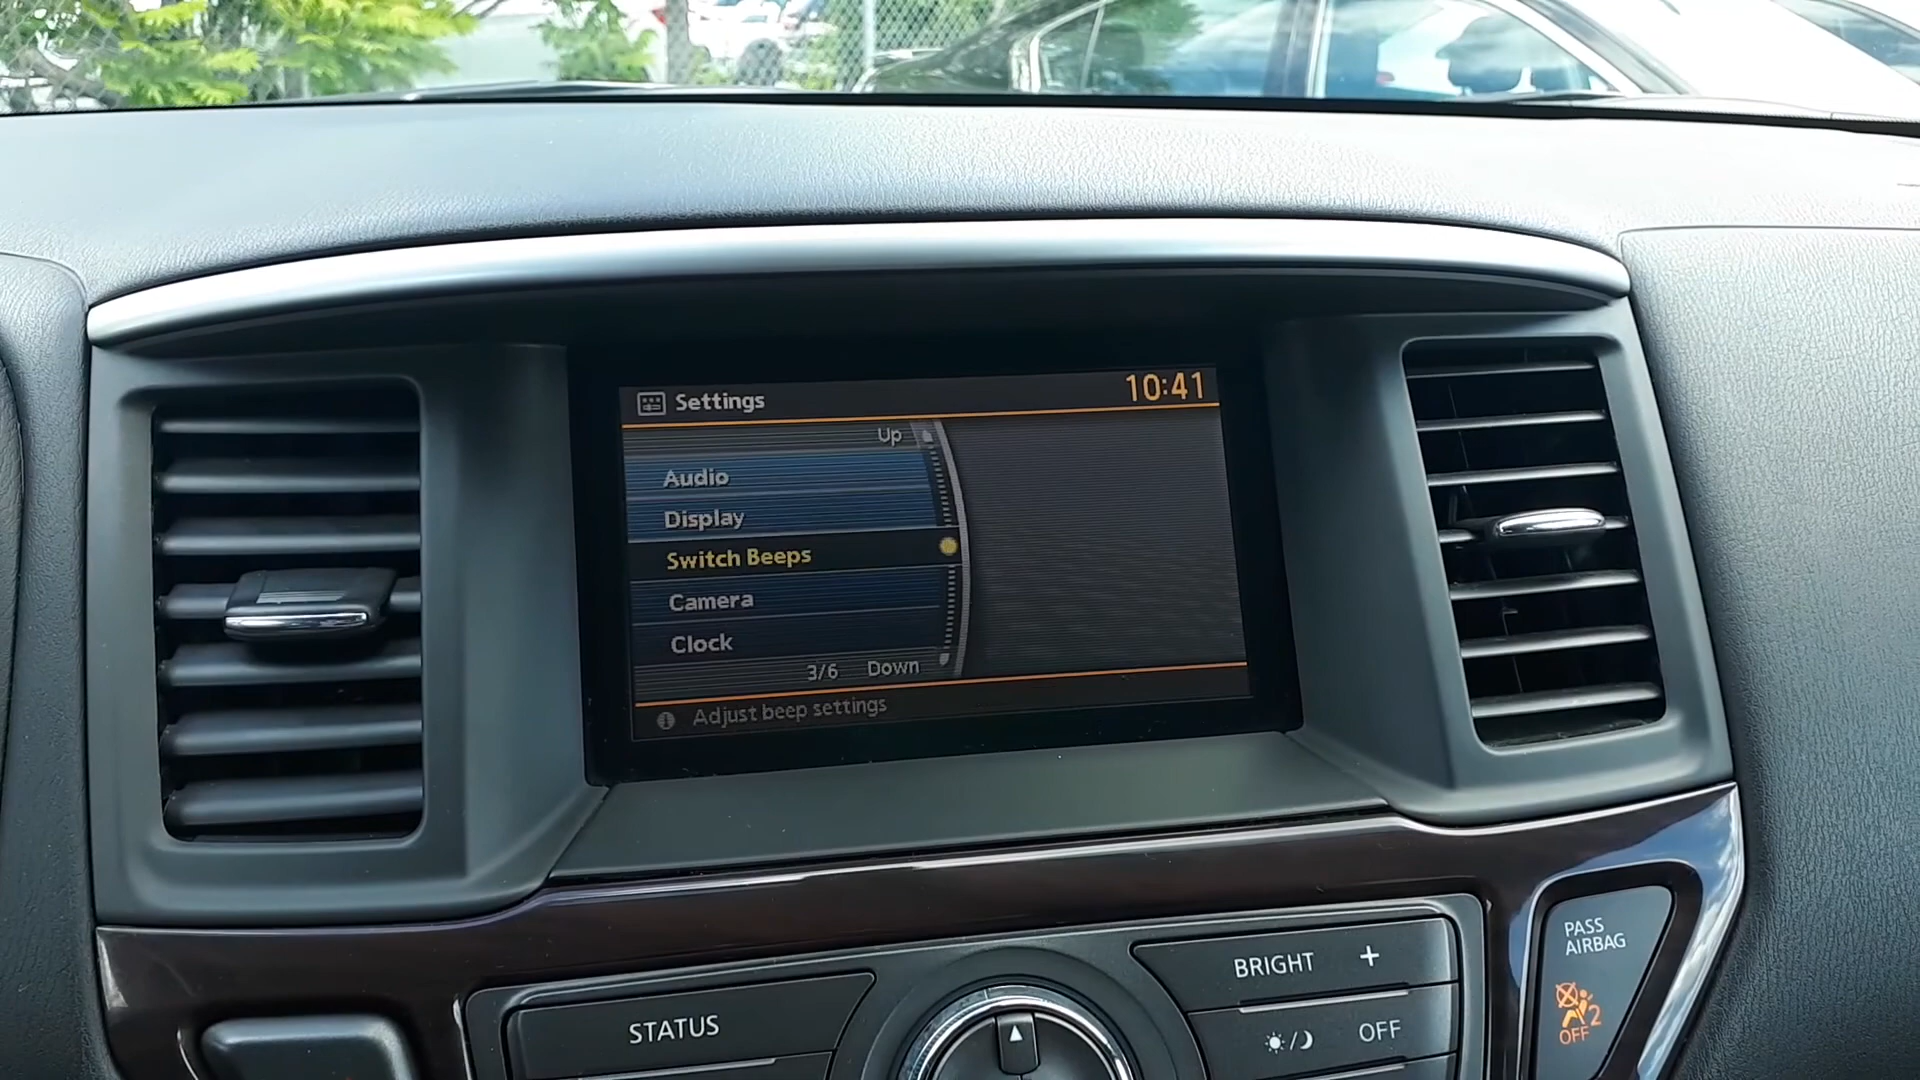 Settings
10:41
Up
Audio
Display
Switch Beeps
Camera
Clock
3/6 Down
Adjust beep settings
PASS
AIRBAG
2
OFF
BRIGHT +
STATUS
OFF